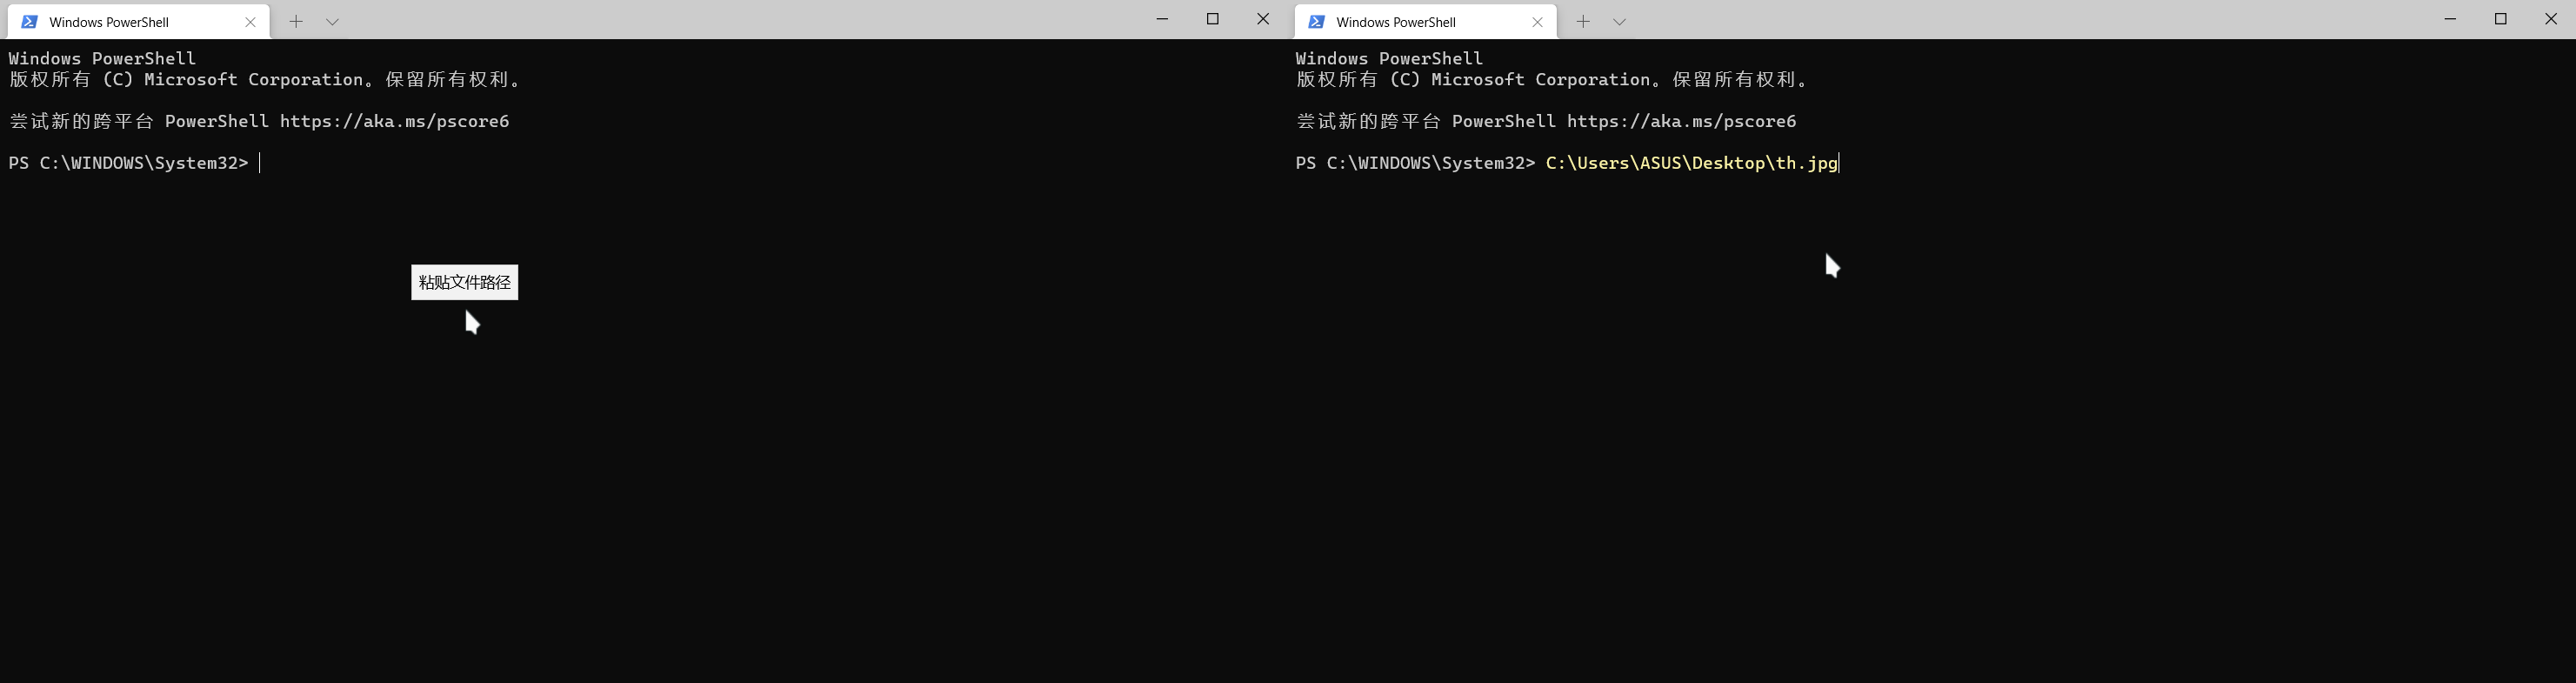 Windows PowerShell
Windows PowerShell
版权所有 (C) Microsoft Corporation。保留所有权利。
尝试新的跨平台 PowerShell https://aka.ms/pscore6
PS C:\WINDOWS\System32>
粘贴文件路径
Windows PowerShell
Windows PowerShell
版权所有 (C) Microsoft Corporation。保留所有权利。
尝试新的跨平台 PowerShell https://aka.ms/pscore6
PS C:\WINDOWS\System32> C:\Users\ASUS\Desktop\th.jpg